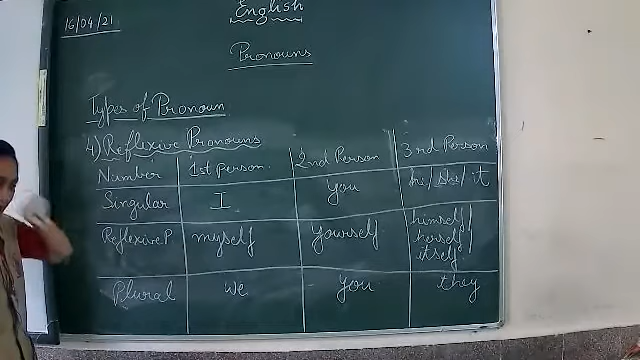 16/04/21
English
Pronouns
Types of Pronoun
4) Reflexive Pronouns
Number 1st person 2nd Person 3rd Person
Singular I you he/she/it
Reflexive P myself yourself himself/ herself/ itself
Plural we you they